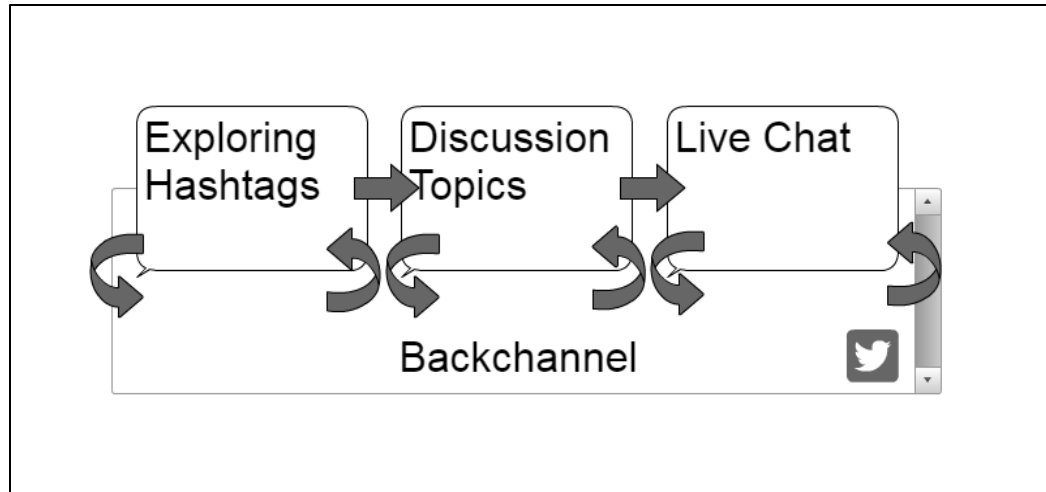 Exploring
Hashtags
Discussion
Topics
Live Chat
Backchannel